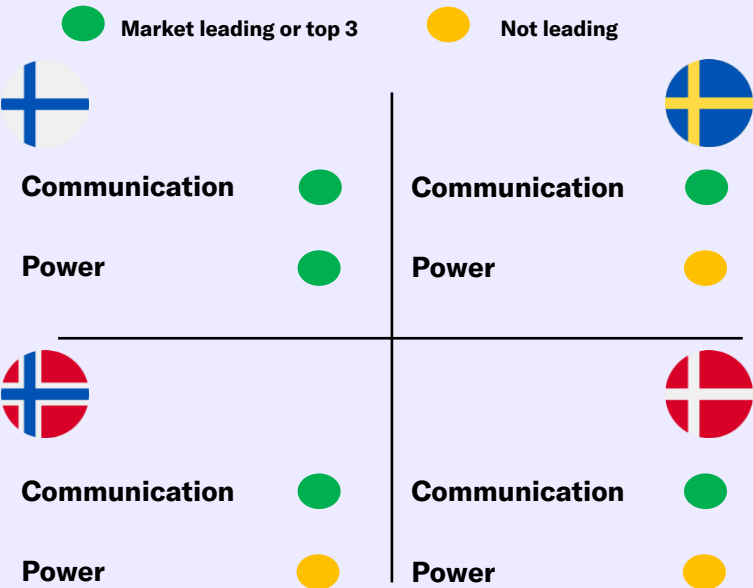 Market leading or top 3
Not leading
Communication
Power
Communication
Power
Communication
Power
Communication
Power